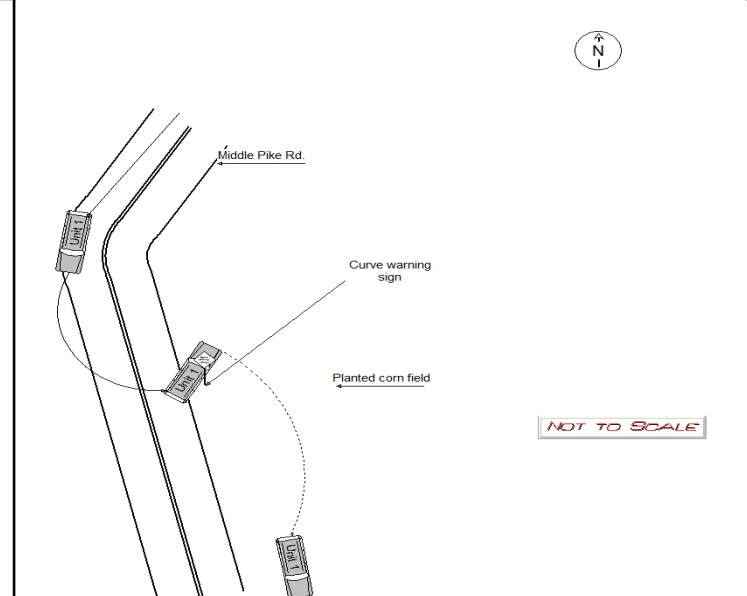 N
Middle Pike Rd.
Unit 1
Curve warning
sign
Unit 1
Planted corn field
NOT TO SCALE
Unit 1